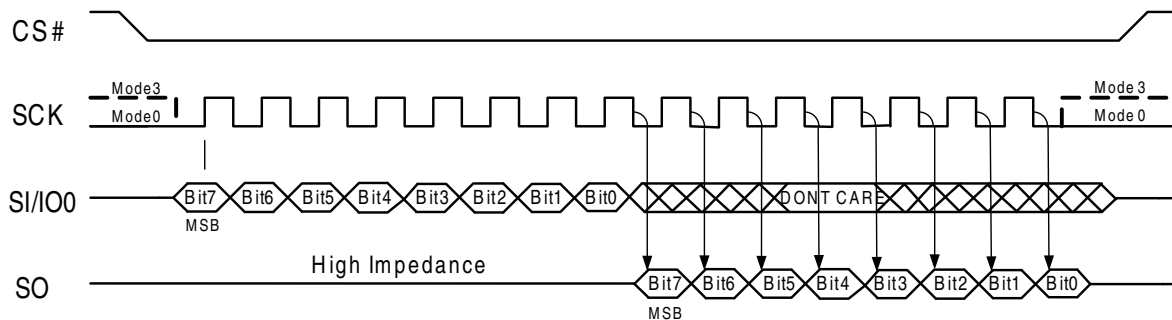 CS#
Mode3 Mode 3
SCK
Mode0 Mode 0
SI/IO0 Bit7 Bit6 Bit5 Bit4 Bit3 Bit2 Bit1 Bit0 DONT CARE
MSB
High Impedance
SO Bit7 Bit6 Bit5 Bit4 Bit3 Bit2 Bit1 Bit0
MSB